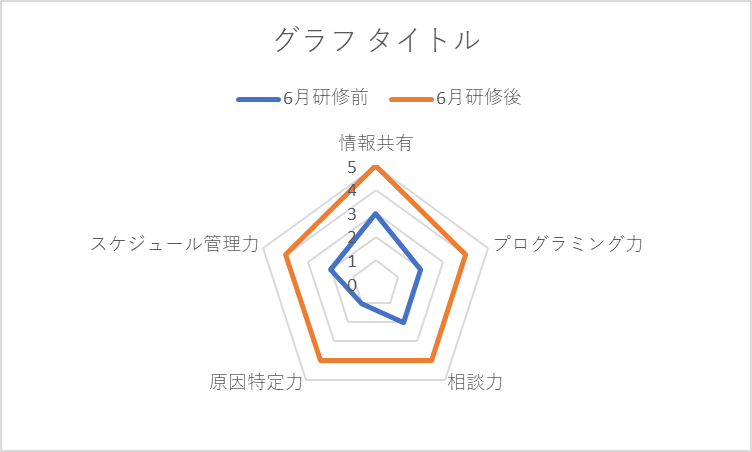 グラフ タイトル
6月研修前 6月研修後
情報共有
5
4
3
2
1
0
プログラミング力
相談力
原因特定力
スケジュール管理力